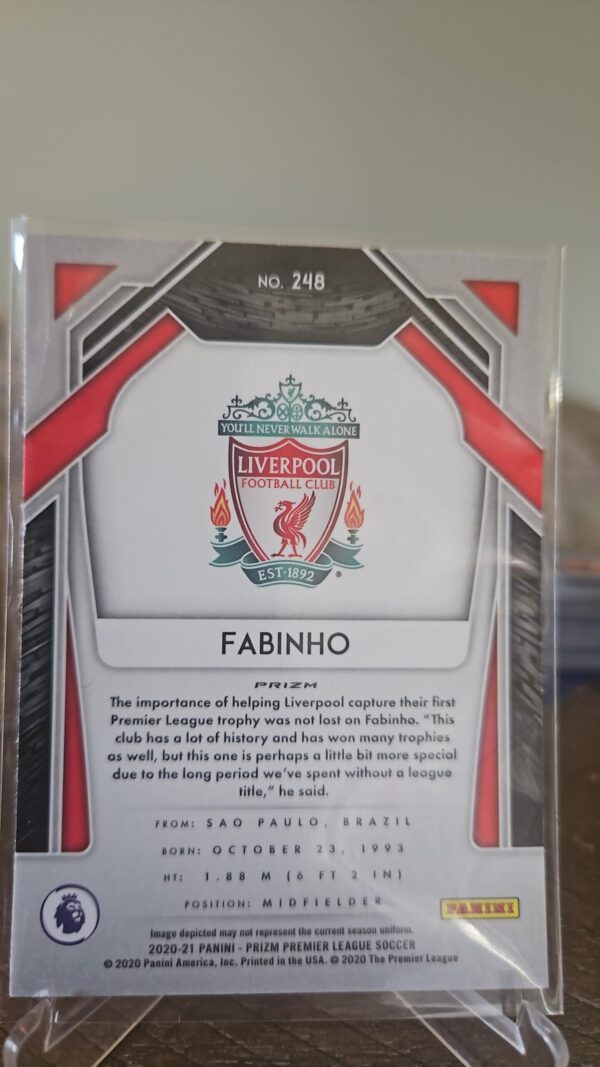 NO. 248
YOU'LL NEVER WALK ALONE
LIVERPOOL
FOOTBALL CLUB
EST·1892 ®
FABINHO
PRIZM
The importance of helping Liverpool capture their first
Premier League trophy was not lost on Fabinho. “This
club has a lot of history and has won many trophies
as well, but this one is perhaps a little bit more special
due to the long period we’ve spent without a league
title,” he said.
FROM: SAO PAULO, BRAZIL
BORN: OCTOBER 23, 1993
HT: 1.88 M (6 FT 2 IN)
POSITION: MIDFIELDER
PANINI
Image depicted may not represent the current season uniform.
2020-21 PANINI - PRIZM PREMIER LEAGUE SOCCER
© 2020 Panini America, Inc. Printed in the USA. © 2020 The Premier League